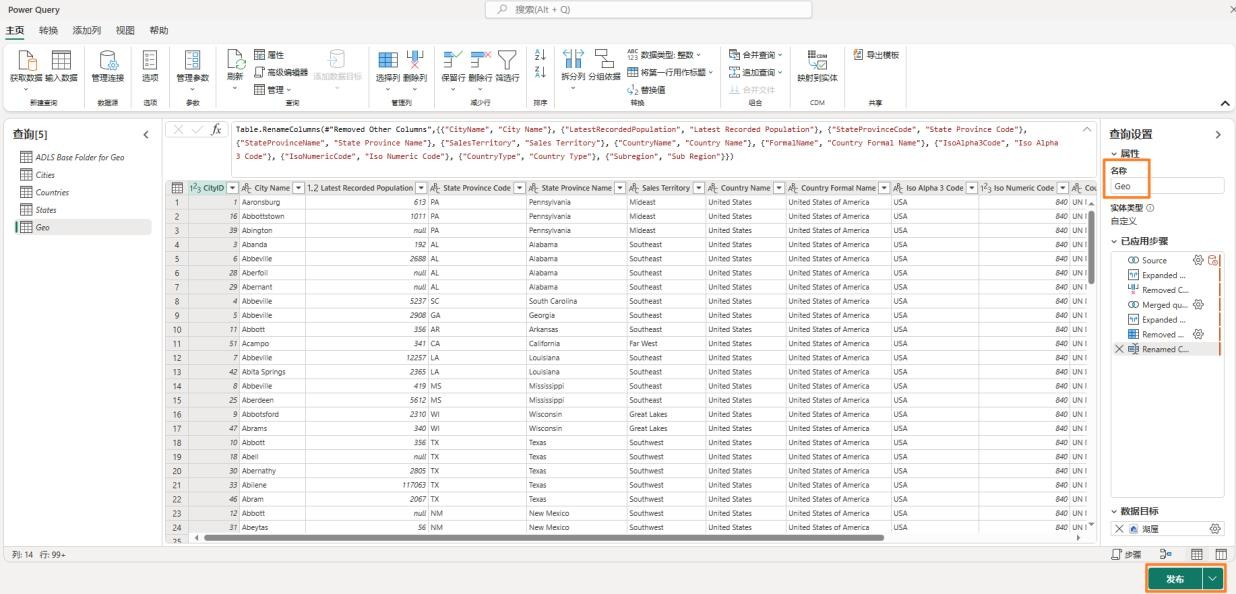 Power Query
搜索(Alt + Q)
主页 转换 添加列 视图 帮助
获取数据 输入数据 管理连接 选项 管理参数 刷新 属性 高级编辑器 管理 添加数据目标 选择列 删除列 保留行 删除行 筛选行 拆分列 分组依据 数据类型: 整数 将第一行用作标题 替换值 合并查询 追加查询 合并文件 映射到实体 导出模板
新建查询 数据源 选项 参数 查询 管理列 减少行 排序 转换 组合 CDM 共享
查询[5]
ADLS Base Folder for Geo
Cities
Countries
States
Geo
Table.RenameColumns(#"Removed Other Columns",{{"CityName", "City Name"}, {"LatestRecordedPopulation", "Latest Recorded Population"}, {"StateProvinceCode", "State Province Code"},
{"StateProvinceName", "State Province Name"}, {"SalesTerritory", "Sales Territory"}, {"CountryName", "Country Name"}, {"FormalName", "Country Formal Name"}, {"IsoAlpha3Code", "Iso Alpha
3 Code"}, {"IsoNumericCode", "Iso Numeric Code"}, {"CountryType", "Country Type"}, {"Subregion", "Sub Region"}})
CityID City Name Latest Recorded Population State Province Code State Province Name Sales Territory Country Name Country Formal Name Iso Alpha 3 Code Iso Numeric Code Cou
1 1 Aaronsburg 613 PA Pennsylvania Mideast United States United States of America USA 840 UN
2 16 Abbottstown 1011 PA Pennsylvania Mideast United States United States of America USA 840 UN
3 39 Abington null PA Pennsylvania Mideast United States United States of America USA 840 UN
4 3 Abanda 192 AL Alabama Southeast United States United States of America USA 840 UN
5 6 Abbeville 2688 AL Alabama Southeast United States United States of America USA 840 UN
6 28 Aberfoil null AL Alabama Southeast United States United States of America USA 840 UN
7 29 Abernant null AL Alabama Southeast United States United States of America USA 840 UN
8 4 Abbeville 5237 SC South Carolina Southeast United States United States of America USA 840 UN
9 5 Abbeville 2908 GA Georgia Southeast United States United States of America USA 840 UN
10 11 Abbott 356 AR Arkansas Southeast United States United States of America USA 840 UN
11 51 Acampo 341 CA California Far West United States United States of America USA 840 UN
12 7 Abbeville 12257 LA Louisiana Southeast United States United States of America USA 840 UN
13 42 Abita Springs 2365 LA Louisiana Southeast United States United States of America USA 840 UN
14 8 Abbeville 419 MS Mississippi Southeast United States United States of America USA 840 UN
15 25 Aberdeen 5612 MS Mississippi Southeast United States United States of America USA 840 UN
16 9 Abbotsford 2310 WI Wisconsin Great Lakes United States United States of America USA 840 UN
17 47 Abrams 340 WI Wisconsin Great Lakes United States United States of America USA 840 UN
18 10 Abbott 356 TX Texas Southwest United States United States of America USA 840 UN
19 18 Abell null TX Texas Southwest United States United States of America USA 840 UN
20 30 Abernathy 2805 TX Texas Southwest United States United States of America USA 840 UN
21 33 Abilene 117063 TX Texas Southwest United States United States of America USA 840 UN
22 46 Abram 2067 TX Texas Southwest United States United States of America USA 840 UN
23 12 Abbott null NM New Mexico Southwest United States United States of America USA 840 UN
24 31 Abeytas 56 NM New Mexico Southwest United States United States of America USA 840 UN
25
查询设置
属性
名称
Geo
实体类型
自定义
已应用步骤
Source
Expanded ...
Removed C...
Merged qu...
Expanded ...
Removed ...
Renamed C...
数据目标
湖屋
列: 14 行: 99+
步骤
发布